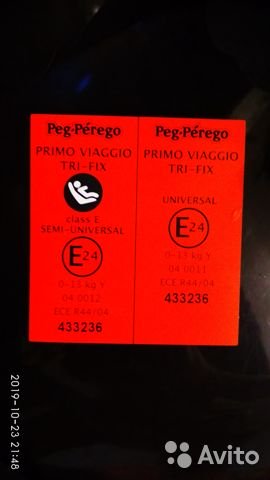 Peg-Pérego
PRIMO VIAGGIO
TRI-FIX
class E
SEMI-UNIVERSAL
E24
0-13 kg Y
04 0012
ECE R44/04
433236
Peg-Pérego
PRIMO VIAGGIO
TRI-FIX
UNIVERSAL
E24
0-13 kg Y
04 0011
ECE R44/04
433236
2019-10-23 21:48
Avito